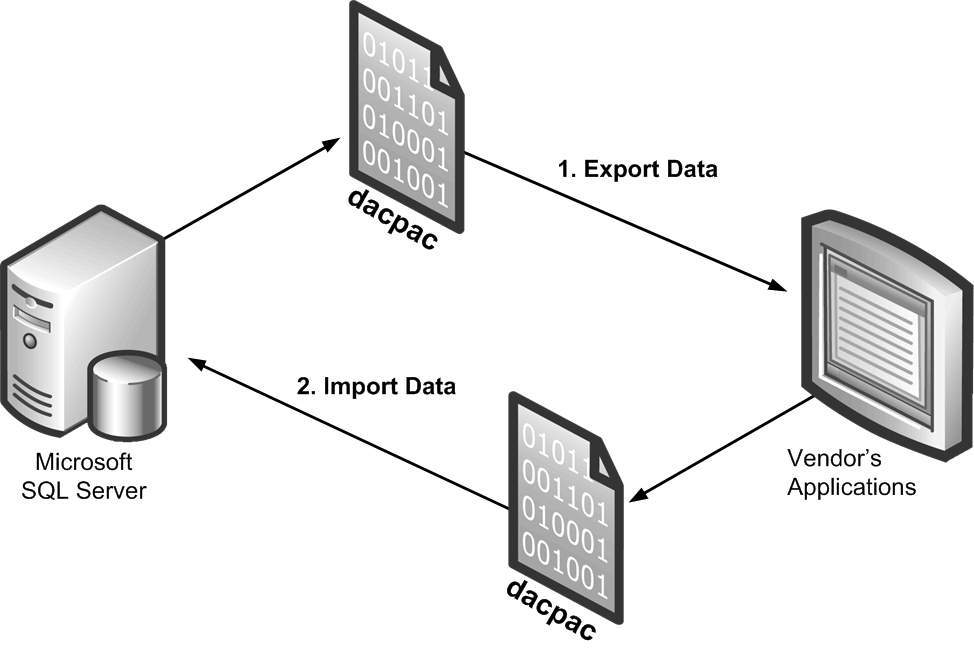 01011
001101
010001
001001
dacpac
1. Export Data
2. Import Data
Microsoft
SQL Server
Vendor's
Applications
01011
001101
010001
001001
dacpac